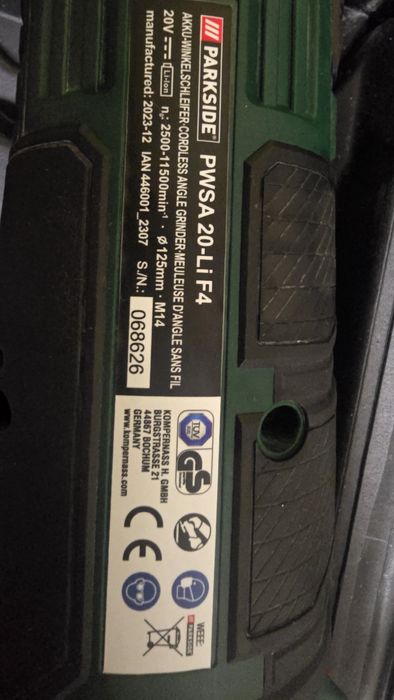 PARKSIDE® PWSA 20-Li F4
AKKU-WINKELSCHLEIFER·CORDLESS ANGLE GRINDER·MEULEUSE D'ANGLE SANS FIL
20V Li-Ion n₀: 2500-11500min⁻¹ · Ø125mm · M14
manufactured: 2023-12 IAN 446001_2307 S./N.: 068626
TÜV
GS
KOMPERNASS H. GMBH
BURGSTRASSE 21
44867 BOCHUM
GERMANY
www.kompernass.com
CE
WEEE:
PARKSIDE